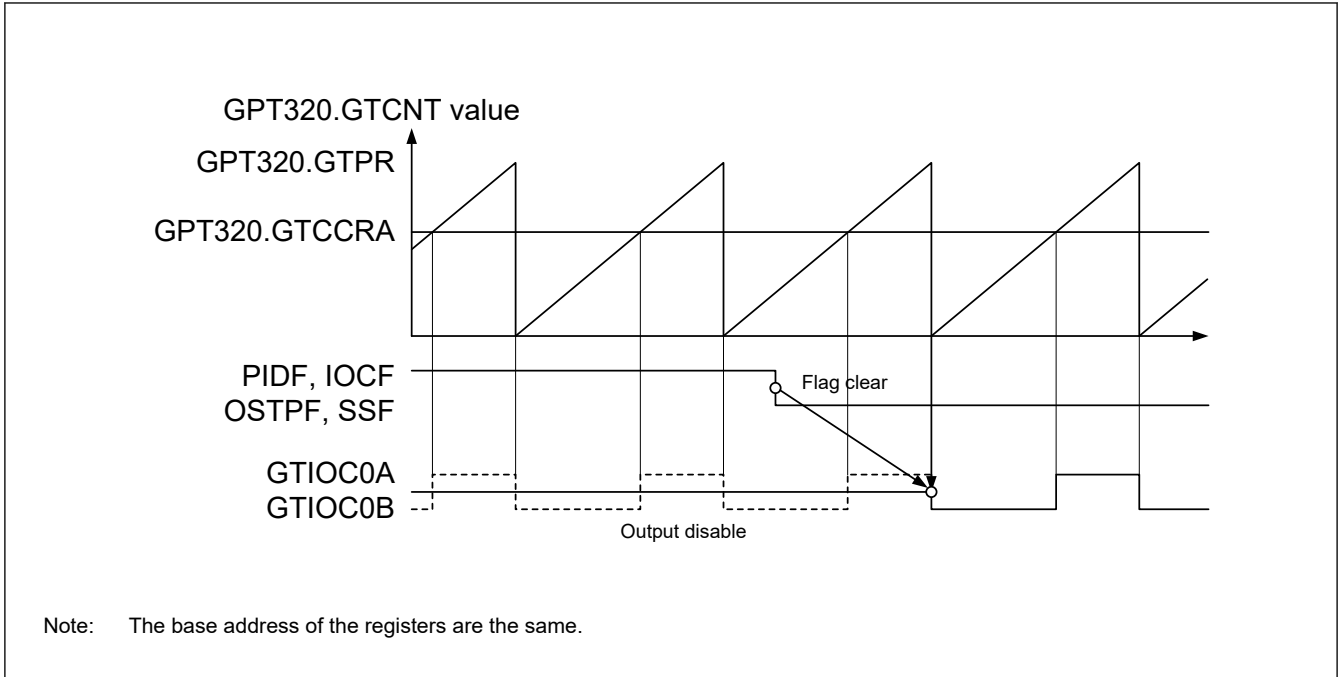 GPT320.GTCNT value
GPT320.GTPR
GPT320.GTCCRA
PIDF, IOCF
Flag clear
OSTPF, SSF
GTIOC0A
GTIOC0B
Output disable
Note: The base address of the registers are the same.